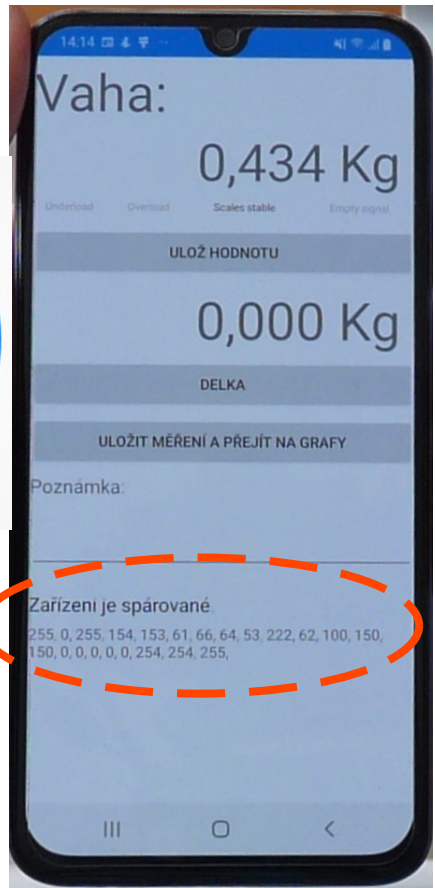 14:14
Vaha:
0,434 Kg
Underload Overload Scales stable Empty signal
ULOŽ HODNOTU
0,000 Kg
DELKA
ULOŽIT MĚŘENÍ A PŘEJÍT NA GRAFY
Poznámka:
Zařízeni je spárované.
255, 0, 255, 154, 153, 61, 66, 64, 53, 222, 62, 100, 150,
150, 0, 0, 0, 0, 0, 254, 254, 255,